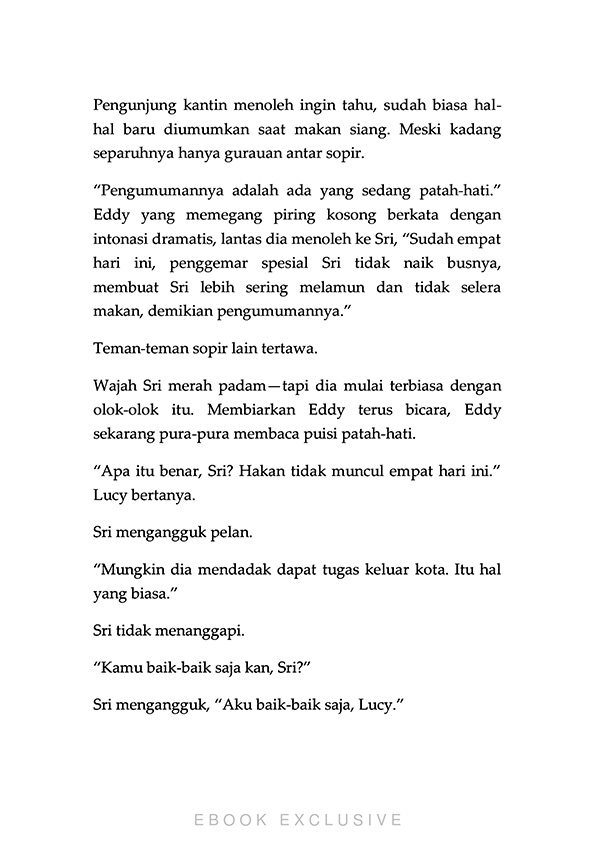 Pengunjung kantin menoleh ingin tahu, sudah biasa hal-
hal baru diumumkan saat makan siang. Meski kadang
separuhnya hanya gurauan antar sopir.
“Pengumumannya adalah ada yang sedang patah-hati.”
Eddy yang memegang piring kosong berkata dengan
intonasi dramatis, lantas dia menoleh ke Sri, “Sudah empat
hari ini, penggemar spesial Sri tidak naik busnya,
membuat Sri lebih sering melamun dan tidak selera
makan, demikian pengumumannya.”
Teman-teman sopir lain tertawa.
Wajah Sri merah padam—tapi dia mulai terbiasa dengan
olok-olok itu. Membiarkan Eddy terus bicara, Eddy
sekarang pura-pura membaca puisi patah-hati.
“Apa itu benar, Sri? Hakan tidak muncul empat hari ini.”
Lucy bertanya.
Sri mengangguk pelan.
“Mungkin dia mendadak dapat tugas keluar kota. Itu hal
yang biasa.”
Sri tidak menanggapi.
“Kamu baik-baik saja kan, Sri?”
Sri mengangguk, “Aku baik-baik saja, Lucy.”
EBOOK EXCLUSIVE